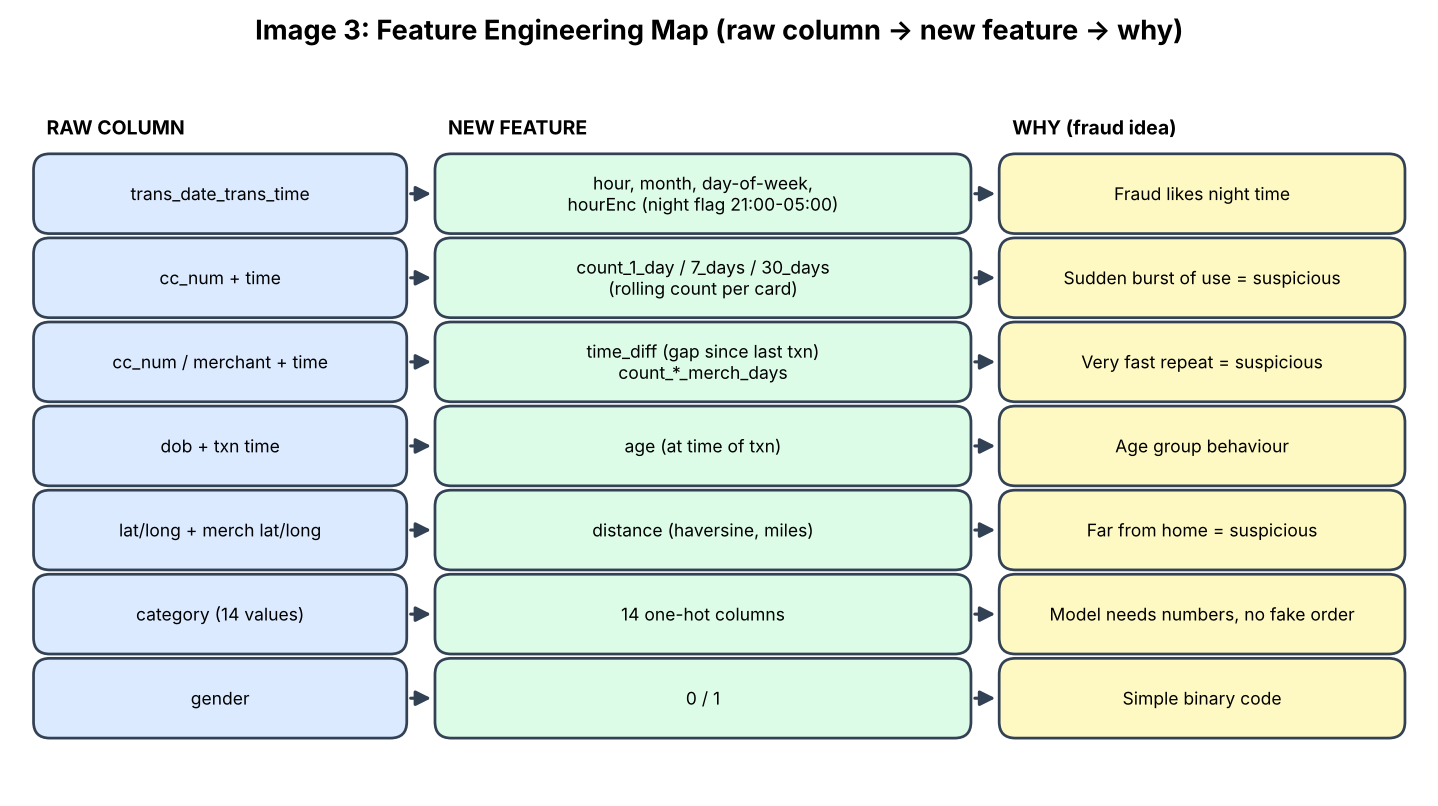 Image 3: Feature Engineering Map (raw column → new feature → why)
RAW COLUMN
NEW FEATURE
WHY (fraud idea)
trans_date_trans_time
hour, month, day-of-week,
hourEnc (night flag 21:00-05:00)
Fraud likes night time
cc_num + time
count_1_day / 7_days / 30_days
(rolling count per card)
Sudden burst of use = suspicious
cc_num / merchant + time
time_diff (gap since last txn)
count_*_merch_days
Very fast repeat = suspicious
dob + txn time
age (at time of txn)
Age group behaviour
lat/long + merch lat/long
distance (haversine, miles)
Far from home = suspicious
category (14 values)
14 one-hot columns
Model needs numbers, no fake order
gender
0 / 1
Simple binary code